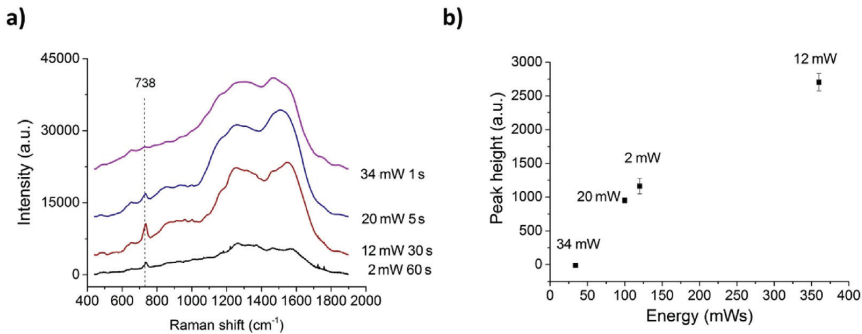 a)
45000
30000
15000
0
Intensity (a.u.)
738
34 mW 1 s
20 mW 5 s
12 mW 30 s
2 mW 60 s
400 600 800 1000 1200 1400 1600 1800 2000
Raman shift (cm⁻¹)
b)
3000
2500
2000
1500
1000
500
0
Peak height (a.u.)
12 mW
2 mW
20 mW
34 mW
0 50 100 150 200 250 300 350 400
Energy (mWs)